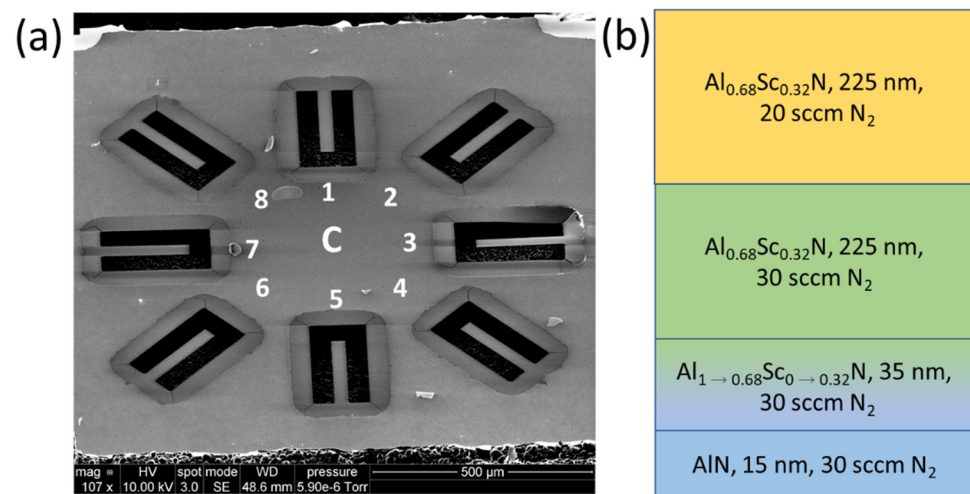 (a)
8 1 2
7 C 3
6 5 4
mag HV spot mode WD pressure
107 x 10.00 kV 3.0 SE 48.6 mm 5.90e-6 Torr 500 µm
(b)
Al₀.₆₈Sc₀.₃₂N, 225 nm,
20 sccm N₂
Al₀.₆₈Sc₀.₃₂N, 225 nm,
30 sccm N₂
Al₁→₀.₆₈Sc₀→₀.₃₂N, 35 nm,
30 sccm N₂
AlN, 15 nm, 30 sccm N₂